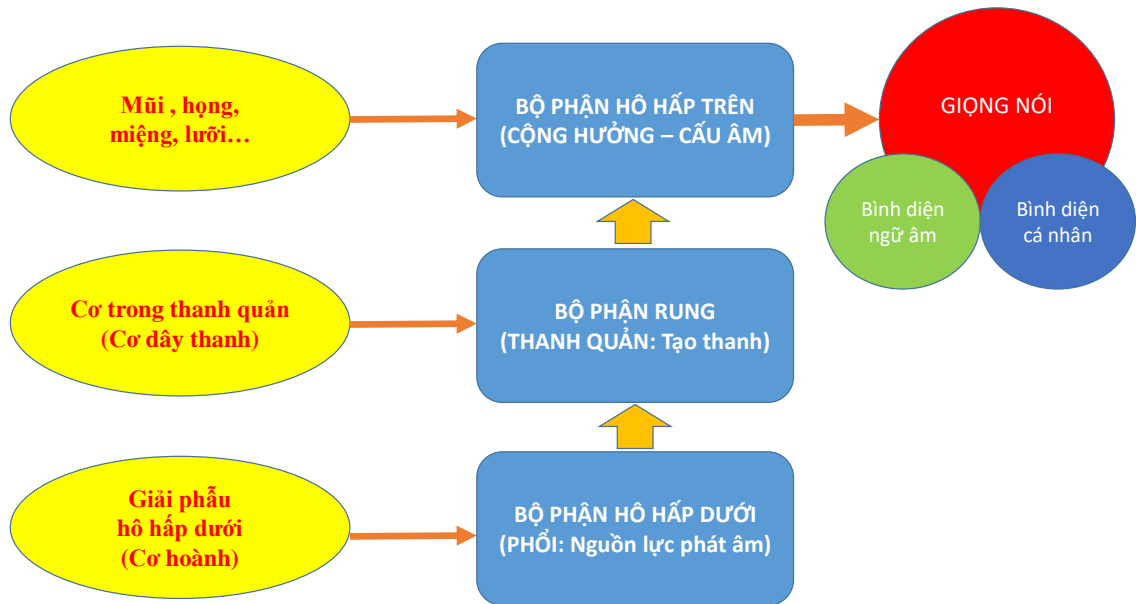 Mũi , họng,
miệng, lưỡi...
BỘ PHẬN HÔ HẤP TRÊN
(CỘNG HƯỞNG – CẤU ÂM)
GIỌNG NÓI
Bình diện
ngữ âm
Bình diện
cá nhân
Cơ trong thanh quản
(Cơ dây thanh)
BỘ PHẬN RUNG
(THANH QUẢN: Tạo thanh)
Giải phẫu
hô hấp dưới
(Cơ hoành)
BỘ PHẬN HÔ HẤP DƯỚI
(PHỔI: Nguồn lực phát âm)